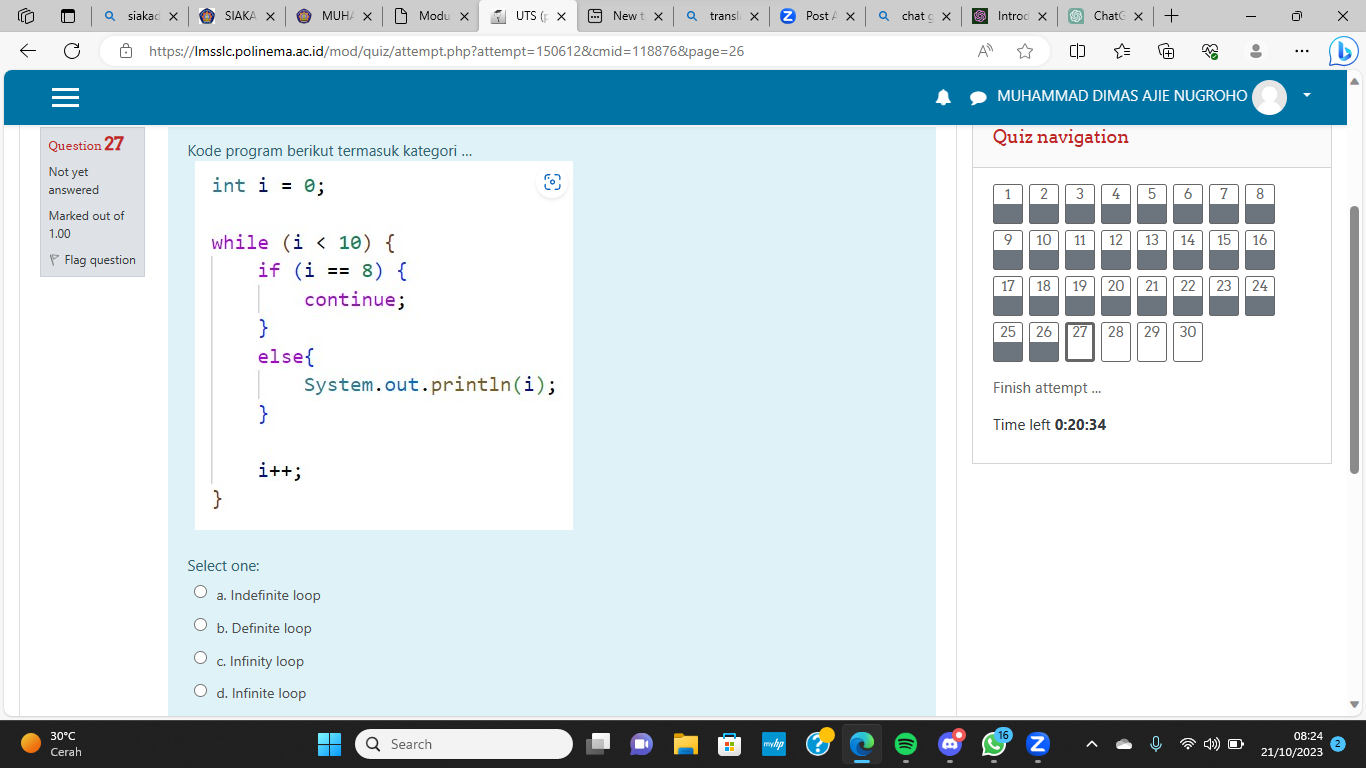 siakad
SIAKA
MUHA
Modu
UTS (p
New t
transl
Post A
chat g
Introd
ChatG
https://lmsslc.polinema.ac.id/mod/quiz/attempt.php?attempt=150612&cmid=118876&page=26
MUHAMMAD DIMAS AJIE NUGROHO
Question 27
Not yet
answered
Marked out of
1.00
Flag question
Kode program berikut termasuk kategori ...
int i = 0;
while (i < 10) {
if (i == 8) {
continue;
}
else{
System.out.println(i);
}
i++;
}
Select one:
a. Indefinite loop
b. Definite loop
c. Infinity loop
d. Infinite loop
Quiz navigation
1 2 3 4 5 6 7 8
9 10 11 12 13 14 15 16
17 18 19 20 21 22 23 24
25 26 27 28 29 30
Finish attempt ...
Time left 0:20:34
30°C
Cerah
Search
myhp
16
08:24
21/10/2023
2